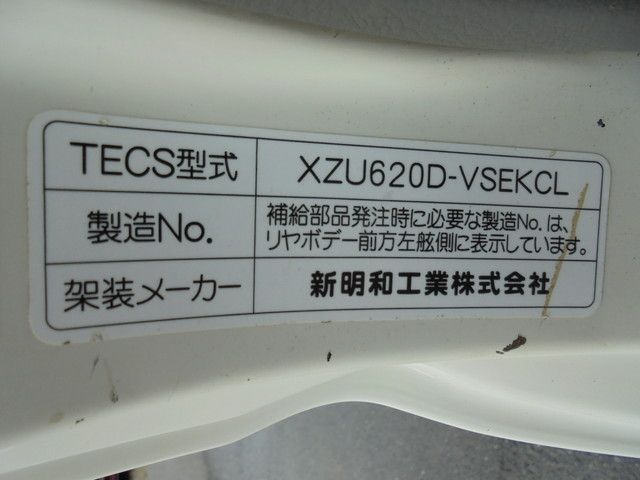 TECS型式 XZU620D-VSEKCL
製造No. 補給部品発注時に必要な製造No.は、
リヤボデー前方左舷側に表示しています。
架装メーカー 新明和工業株式会社